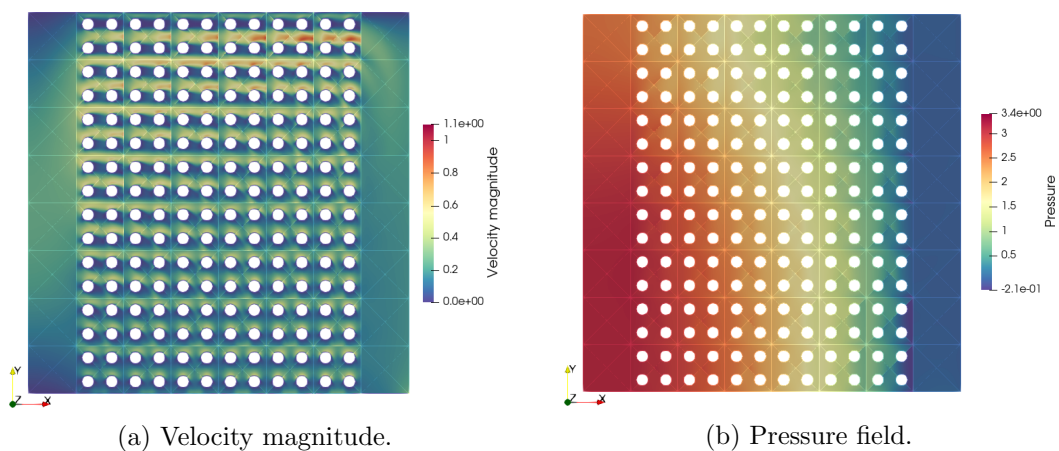 1.1e+00
1
0.8
0.6
0.4
0.2
0.0e+00
Velocity magnitude
Y
Z
X
(a) Velocity magnitude.
3.4e+00
3
2.5
2
1.5
1
0.5
-2.1e-01
Pressure
Y
Z
X
(b) Pressure field.